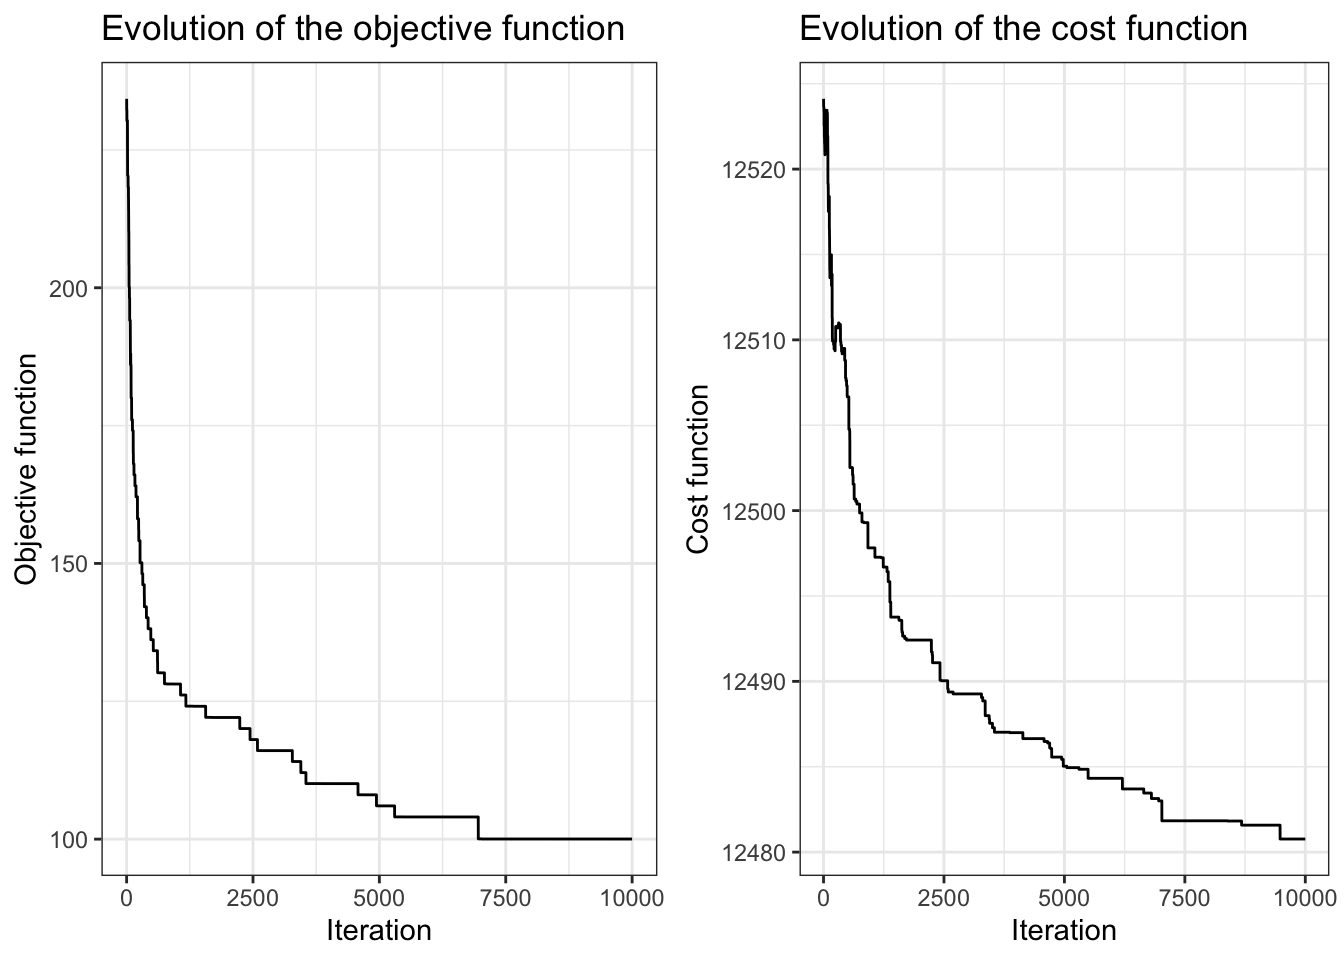 Evolution of the objective function
Objective function
200
150
100
0 2500 5000 7500 10000
Iteration
Evolution of the cost function
Cost function
12520
12510
12500
12490
12480
0 2500 5000 7500 10000
Iteration